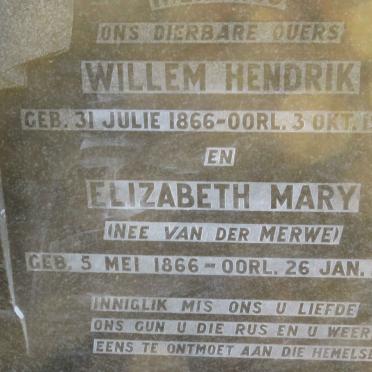 ONS DIERBARE OUERS
WILLEM HENDRIK
GEB. 31 JULIE 1866-OORL. 3 OKT.
EN
ELIZABETH MARY
(NEE VAN DER MERWE)
GEB. 5 MEI 1866-OORL. 26 JAN.
INNIGLIK MIS ONS U LIEFDE
ONS GUN U DIE RUS EN U WEER
EENS TE ONTMOET AAN DIE